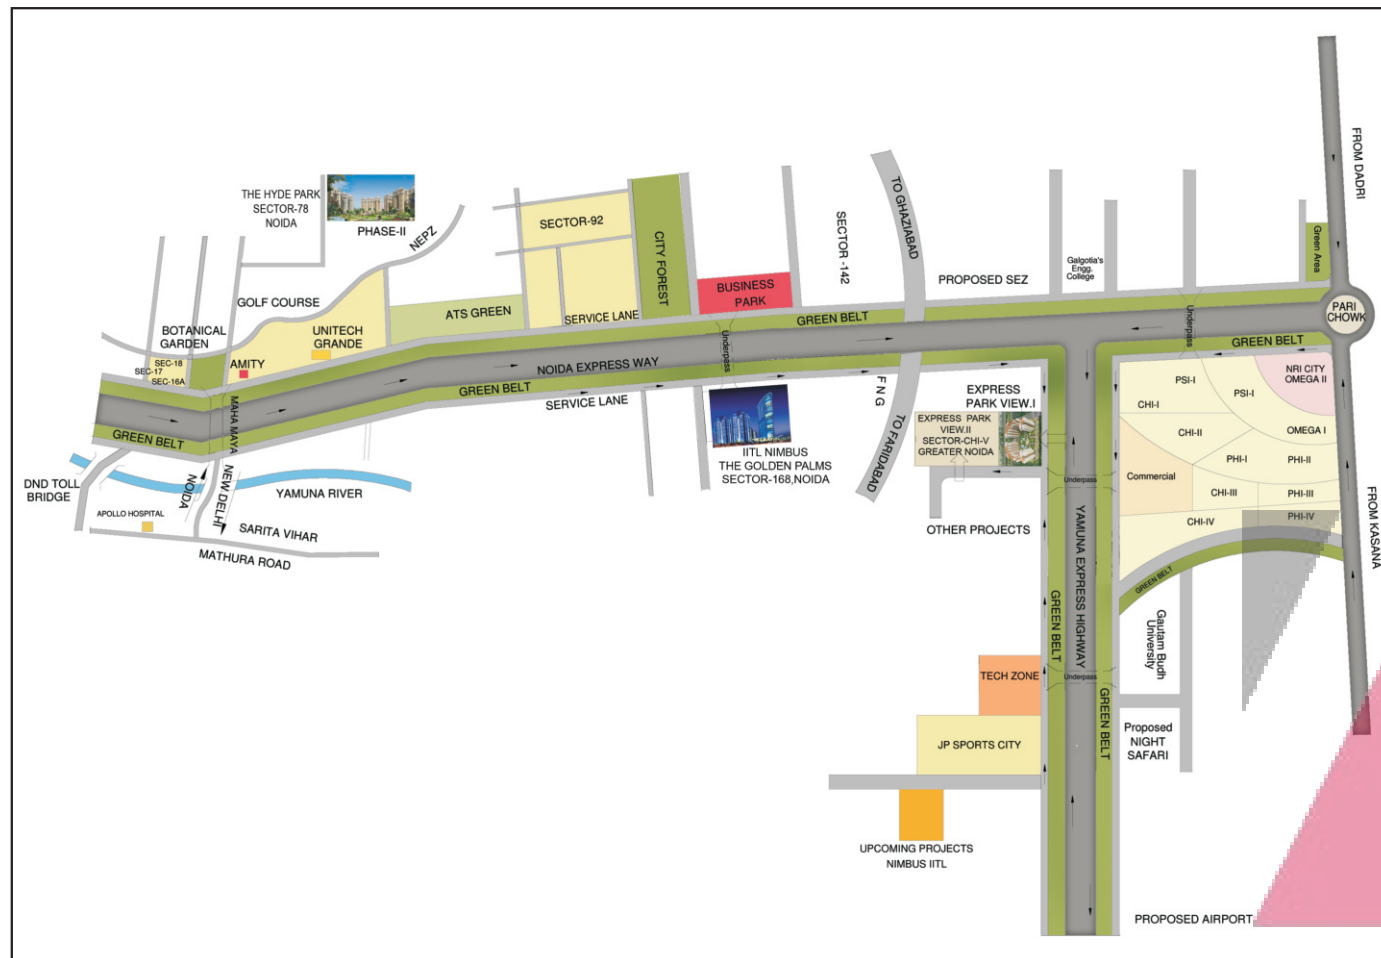 THE HYDE PARK
SECTOR-78
NOIDA
PHASE-II
NEPZ
GOLF COURSE
BOTANICAL
GARDEN
UNITECH
GRANDE
ATS GREEN
SEC-18
SEC-17
SEC-16A
AMITY
SECTOR-92
SERVICE LANE
CITY FOREST
BUSINESS
PARK
SECTOR -142
TO GHAZIABAD
PROPOSED SEZ
Galgotia's
Engg.
College
Green Area
FROM DADRI
PARI
CHOWK
GREEN BELT
Underpass
Underpass
GREEN BELT
NOIDA EXPRESS WAY
GREEN BELT
SERVICE LANE
GREEN BELT
MAHA MAYA
DND TOLL
BRIDGE
NOIDA
NEW DELHI
YAMUNA RIVER
APOLLO HOSPITAL
SARITA VIHAR
MATHURA ROAD
IITL NIMBUS
THE GOLDEN PALMS
SECTOR-168,NOIDA
F N G
TO FARIDABAD
EXPRESS
PARK VIEW.I
EXPRESS PARK
VIEW.II
SECTOR-CHI-V
GREATER NOIDA
OTHER PROJECTS
Underpass
YAMUNA EXPRESS HIGHWAY
GREEN BELT
Underpass
GREEN BELT
PSI-I
CHI-I
PSI-I
NRI CITY
OMEGA II
CHI-II
OMEGA I
PHI-I
PHI-II
Commercial
CHI-III
PHI-III
CHI-IV
PHI-IV
GREEN BELT
FROM KASANA
Gautam Budh
University
Proposed
NIGHT
SAFARI
TECH ZONE
JP SPORTS CITY
UPCOMING PROJECTS
NIMBUS IITL
PROPOSED AIRPORT